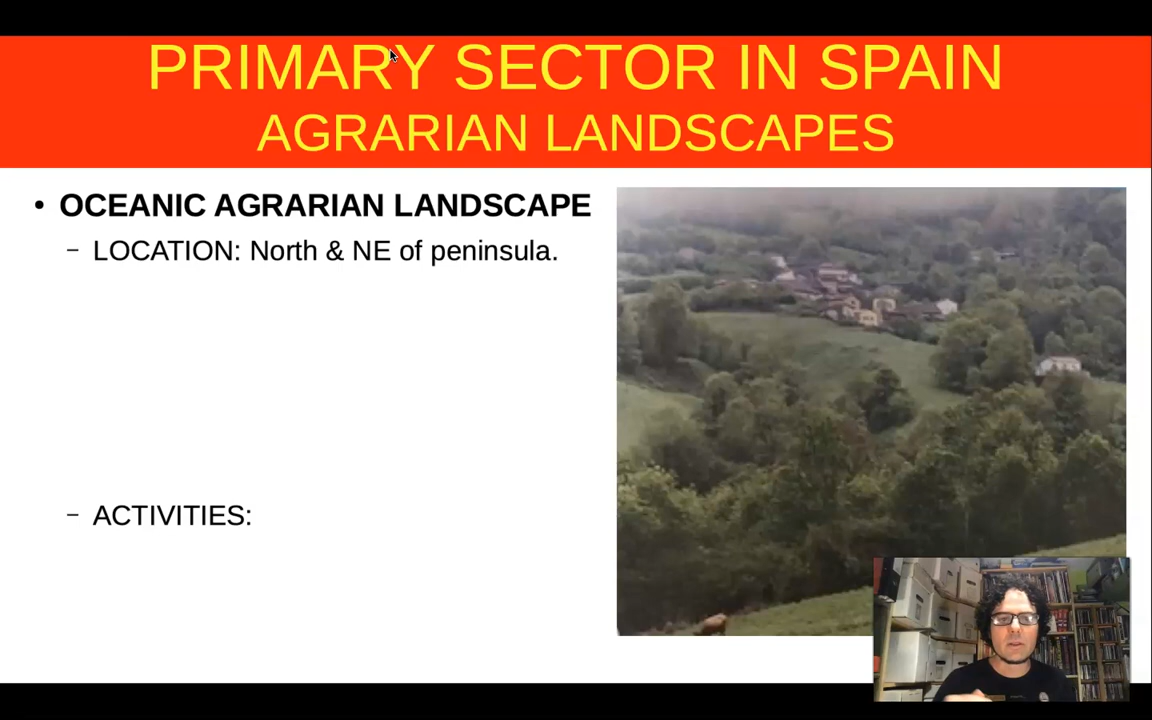 PRIMARY SECTOR IN SPAIN
AGRARIAN LANDSCAPES
• OCEANIC AGRARIAN LANDSCAPE
– LOCATION: North & NE of peninsula.
– ACTIVITIES: